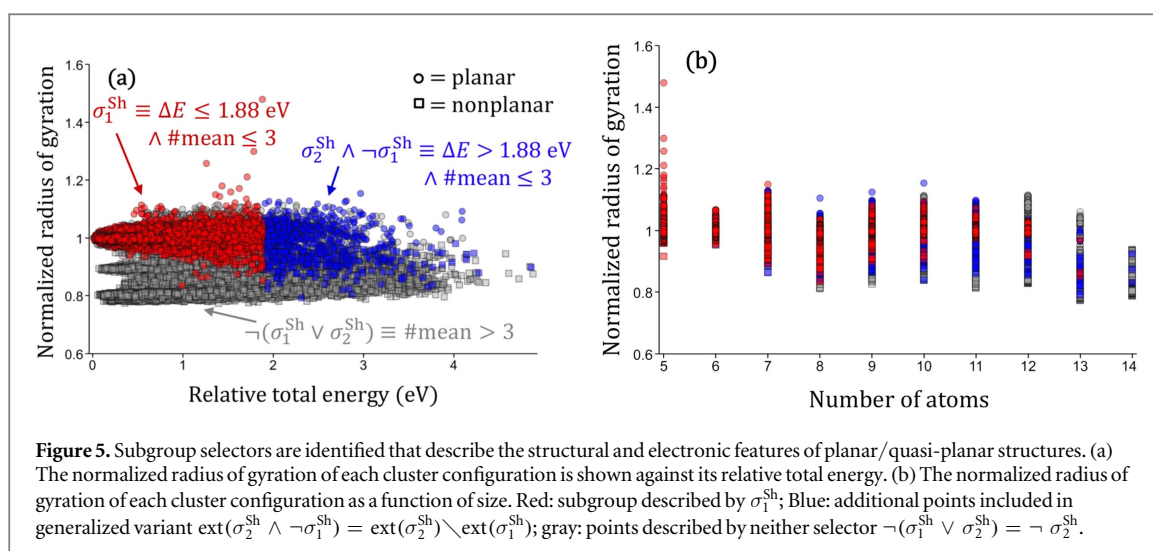 (a)
○ = planar
□ = nonplanar
σ₁^Sh ≡ ΔE ≤ 1.88 eV
∧ #mean ≤ 3
σ₂^Sh ∧ ¬σ₁^Sh ≡ ΔE > 1.88 eV
∧ #mean ≤ 3
¬(σ₁^Sh ∨ σ₂^Sh) ≡ #mean > 3
Normalized radius of gyration
1.6
1.4
1.2
1
0.8
0.6
0 1 2 3 4
Relative total energy (eV)
(b)
Normalized radius of gyration
1.6
1.4
1.2
1
0.8
0.6
5 6 7 8 9 10 11 12 13 14
Number of atoms
Figure 5. Subgroup selectors are identified that describe the structural and electronic features of planar/quasi-planar structures. (a)
The normalized radius of gyration of each cluster configuration is shown against its relative total energy. (b) The normalized radius of
gyration of each cluster configuration as a function of size. Red: subgroup described by σ₁^Sh; Blue: additional points included in
generalized variant ext(σ₂^Sh ∧ ¬σ₁^Sh) = ext(σ₂^Sh)∖ext(σ₁^Sh); gray: points described by neither selector ¬(σ₁^Sh ∨ σ₂^Sh) = ¬ σ₂^Sh.